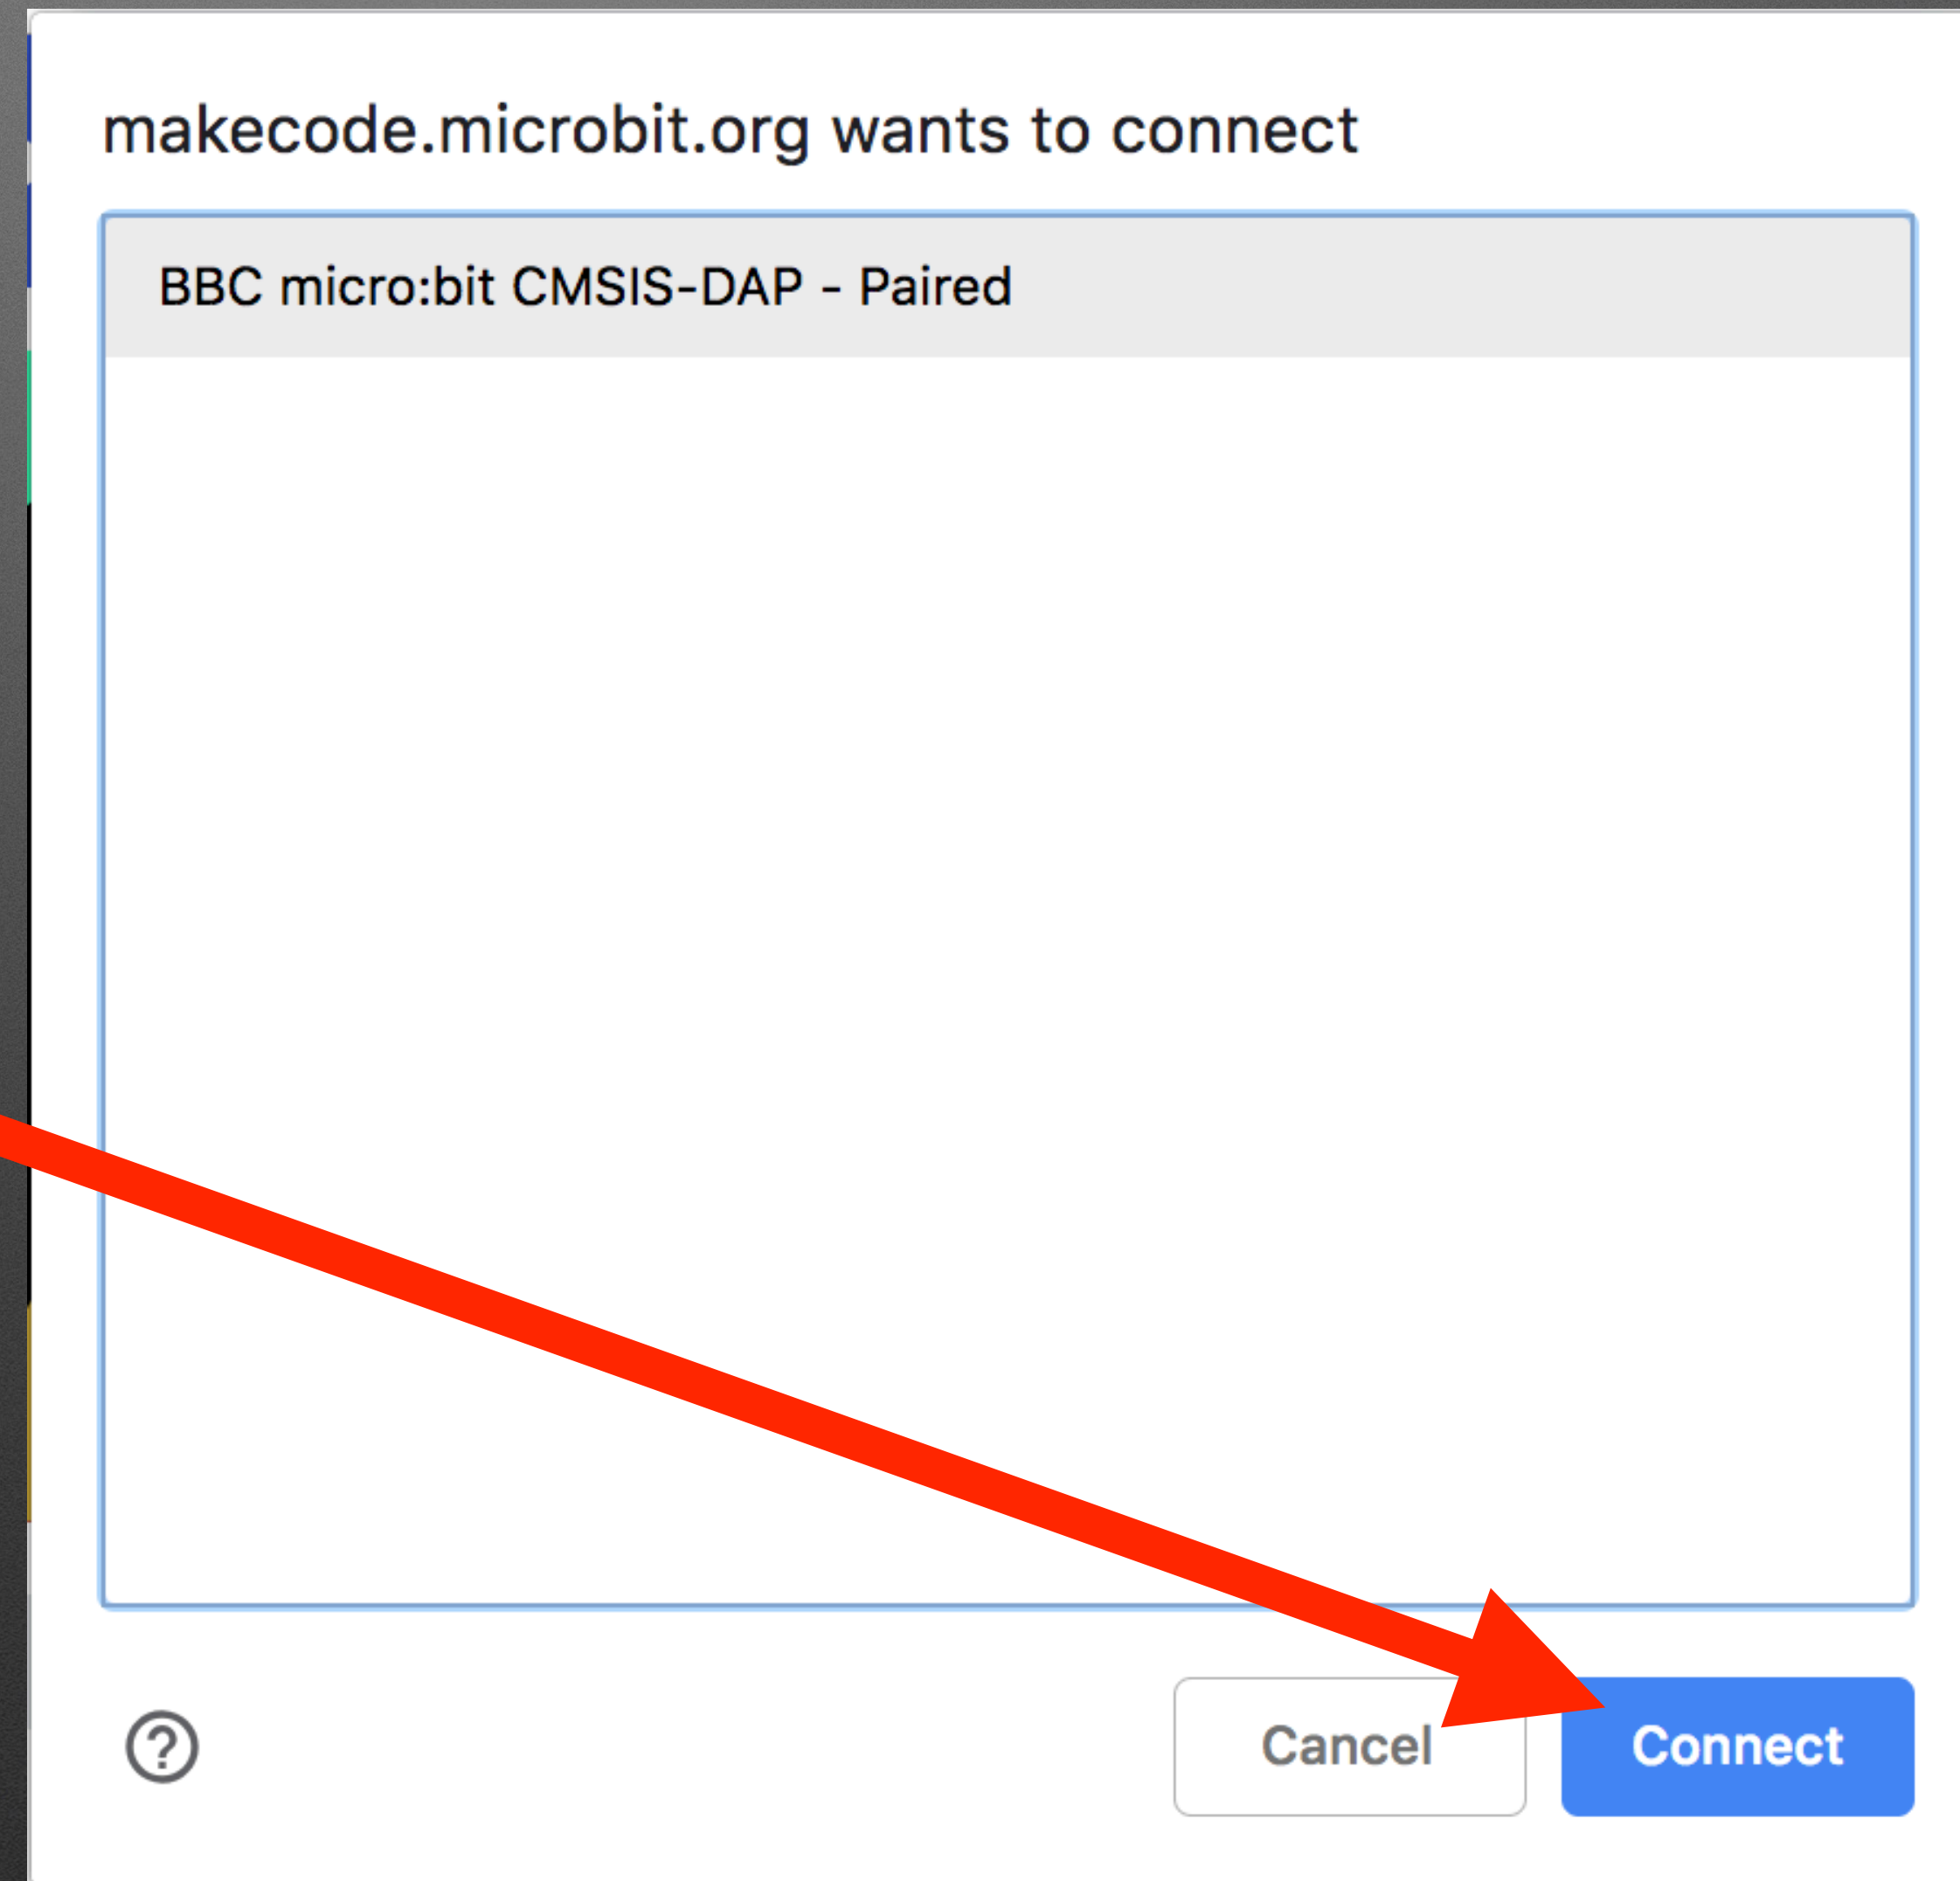 makecode.microbit.org wants to connect
BBC micro:bit CMSIS-DAP - Paired
?
Cancel
Connect